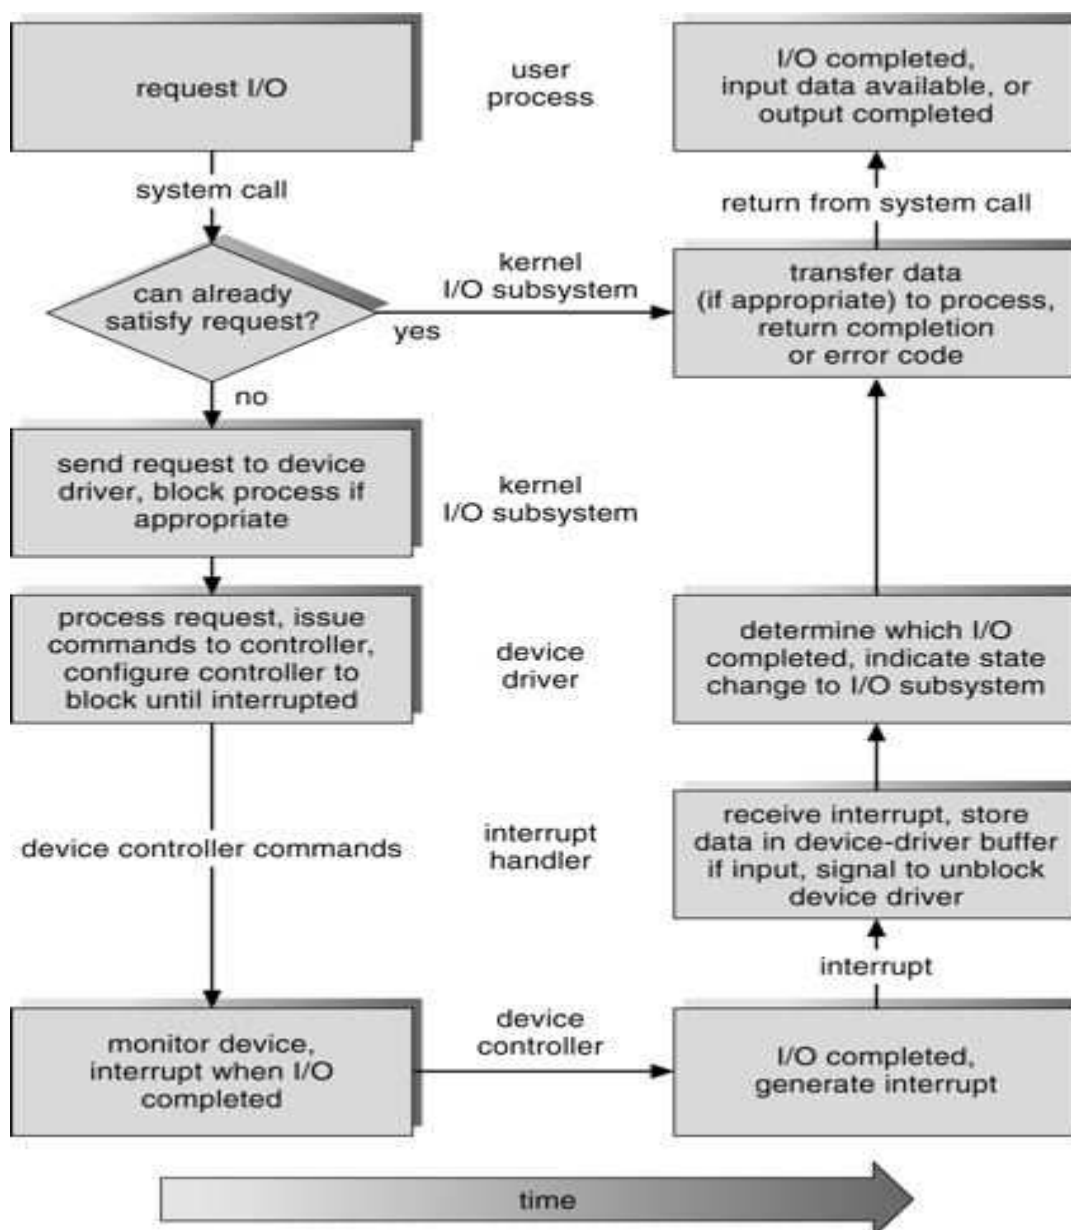 request I/O
user
process
I/O completed,
input data available, or
output completed
system call
return from system call
can already
satisfy request?
kernel
I/O subsystem
yes
transfer data
(if appropriate) to process,
return completion
or error code
no
send request to device
driver, block process if
appropriate
kernel
I/O subsystem
process request, issue
commands to controller,
configure controller to
block until interrupted
device
driver
determine which I/O
completed, indicate state
change to I/O subsystem
device controller commands
interrupt
handler
receive interrupt, store
data in device-driver buffer
if input, signal to unblock
device driver
interrupt
monitor device,
interrupt when I/O
completed
device
controller
I/O completed,
generate interrupt
time